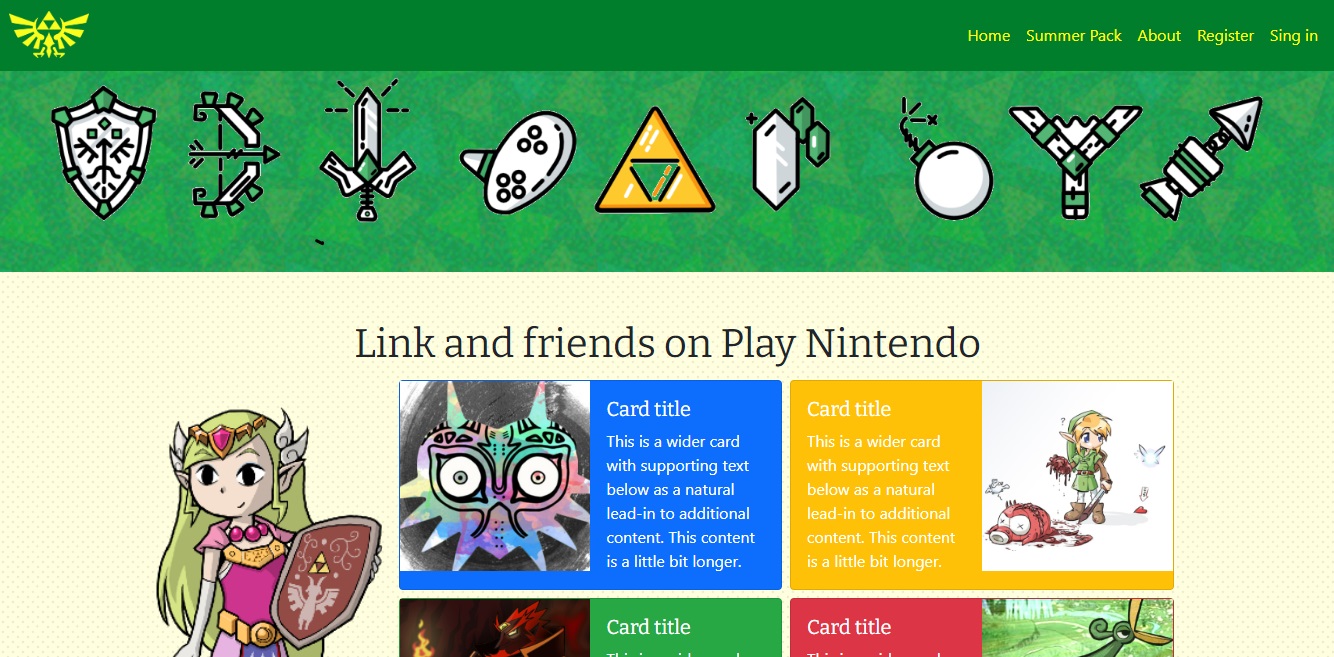 Home Summer Pack About Register Sing in
Link and friends on Play Nintendo
Card title
This is a wider card
with supporting text
below as a natural
lead-in to additional
content. This content
is a little bit longer.
Card title
This is a wider card
with supporting text
below as a natural
lead-in to additional
content. This content
is a little bit longer.
Card title
Card title